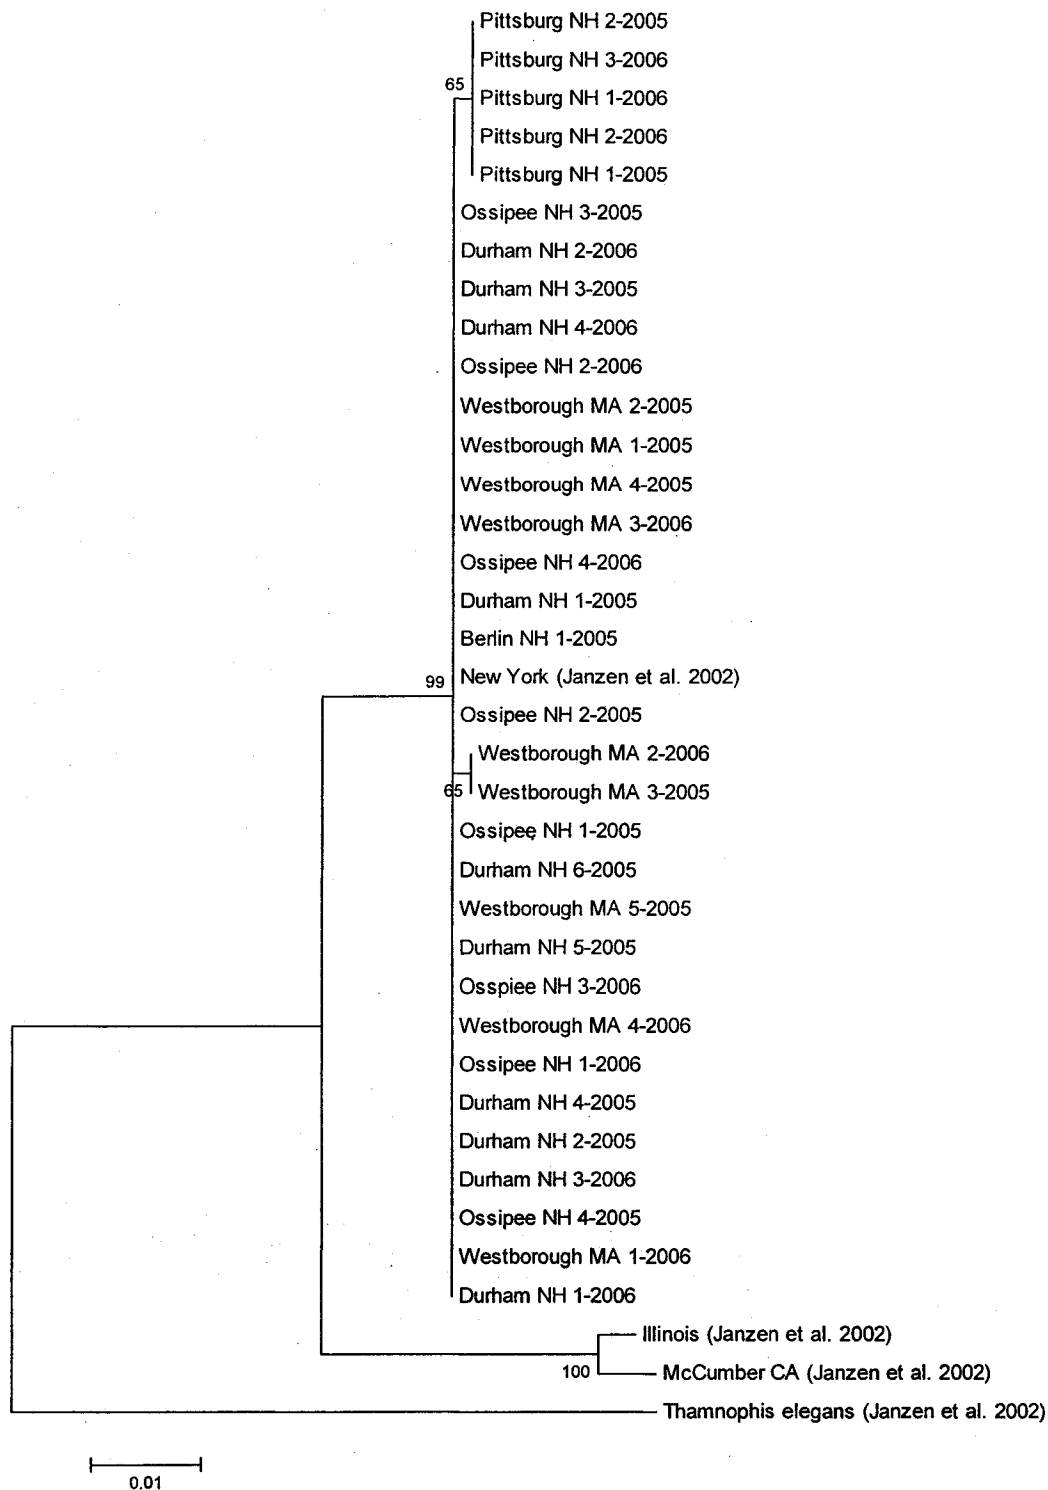 Pittsburg NH 2-2005
Pittsburg NH 3-2006
65
Pittsburg NH 1-2006
Pittsburg NH 2-2006
Pittsburg NH 1-2005
Ossipee NH 3-2005
Durham NH 2-2006
Durham NH 3-2005
Durham NH 4-2006
Ossipee NH 2-2006
Westborough MA 2-2005
Westborough MA 1-2005
Westborough MA 4-2005
Westborough MA 3-2006
Ossipee NH 4-2006
Durham NH 1-2005
Berlin NH 1-2005
99
New York (Janzen et al. 2002)
Ossipee NH 2-2005
Westborough MA 2-2006
65
Westborough MA 3-2005
Ossipee NH 1-2005
Durham NH 6-2005
Westborough MA 5-2005
Durham NH 5-2005
Osspiee NH 3-2006
Westborough MA 4-2006
Ossipee NH 1-2006
Durham NH 4-2005
Durham NH 2-2005
Durham NH 3-2006
Ossipee NH 4-2005
Westborough MA 1-2006
Durham NH 1-2006
Illinois (Janzen et al. 2002)
100
McCumber CA (Janzen et al. 2002)
Thamnophis elegans (Janzen et al. 2002)
0.01